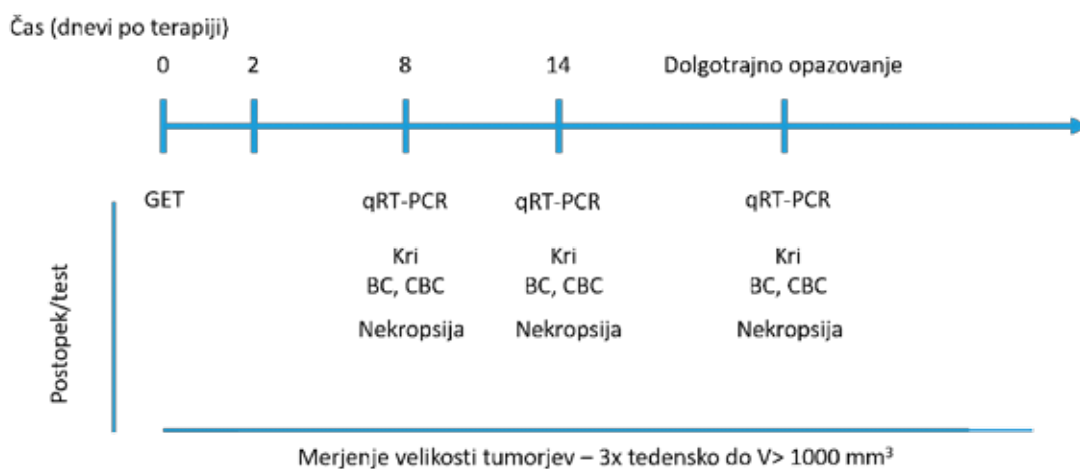 Čas (dnevi po terapiji)
0 2 8 14 Dolgotrajno opazovanje
GET qRT-PCR qRT-PCR qRT-PCR
Kri Kri Kri
BC, CBC BC, CBC BC, CBC
Nekropsija Nekropsija Nekropsija
Postopek/test
Merjenje velikosti tumorjev – 3x tedensko do V> 1000 mm³